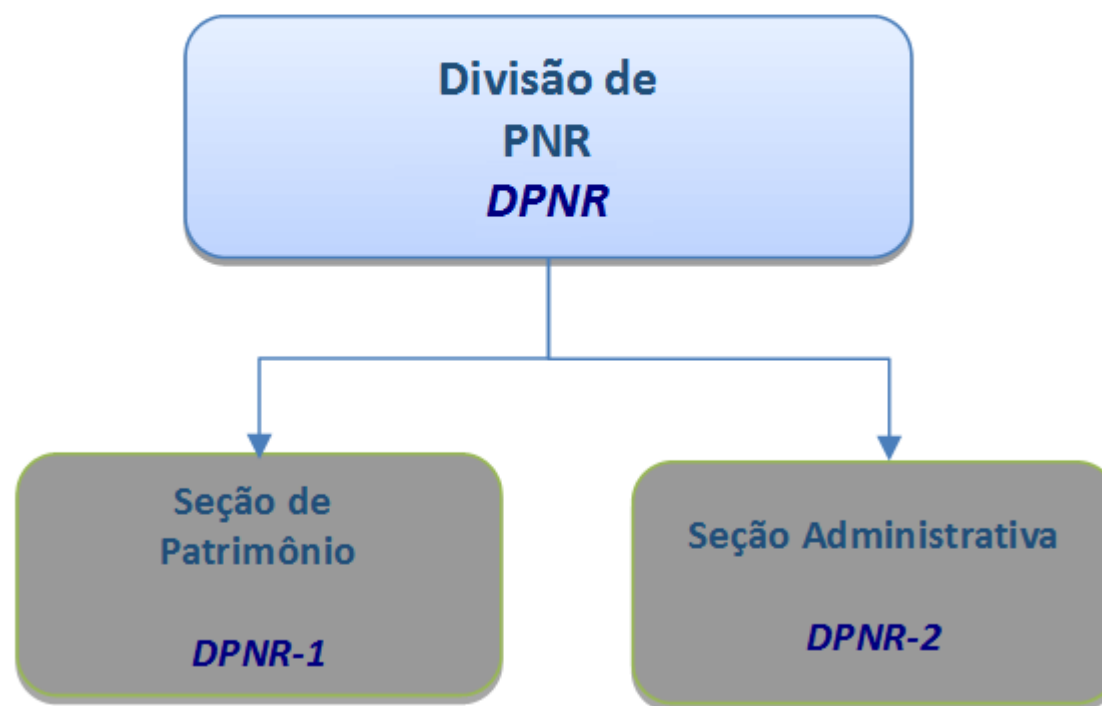 Divisão de
PNR
DPNR
Seção de
Patrimônio
DPNR-1
Seção Administrativa
DPNR-2